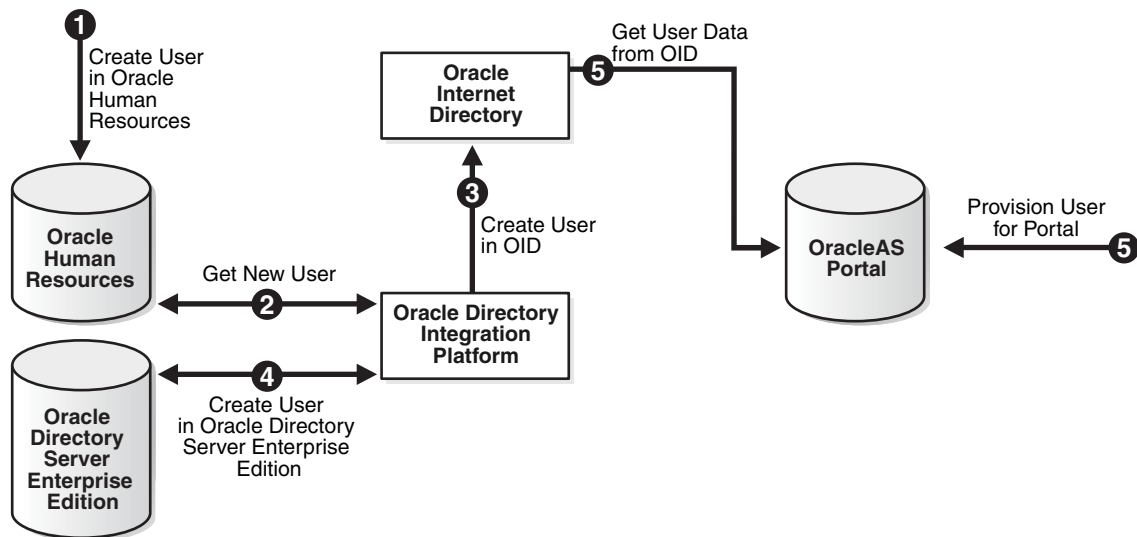 1
Create User
in Oracle
Human
Resources
Oracle
Human
Resources
Get New User
2
Oracle
Internet
Directory
3
Create User
in OID
Oracle Directory
Integration
Platform
4
Create User
in Oracle Directory
Server Enterprise
Edition
Oracle
Directory
Server
Enterprise
Edition
Get User Data
from OID
5
OracleAS
Portal
Provision User
for Portal
5